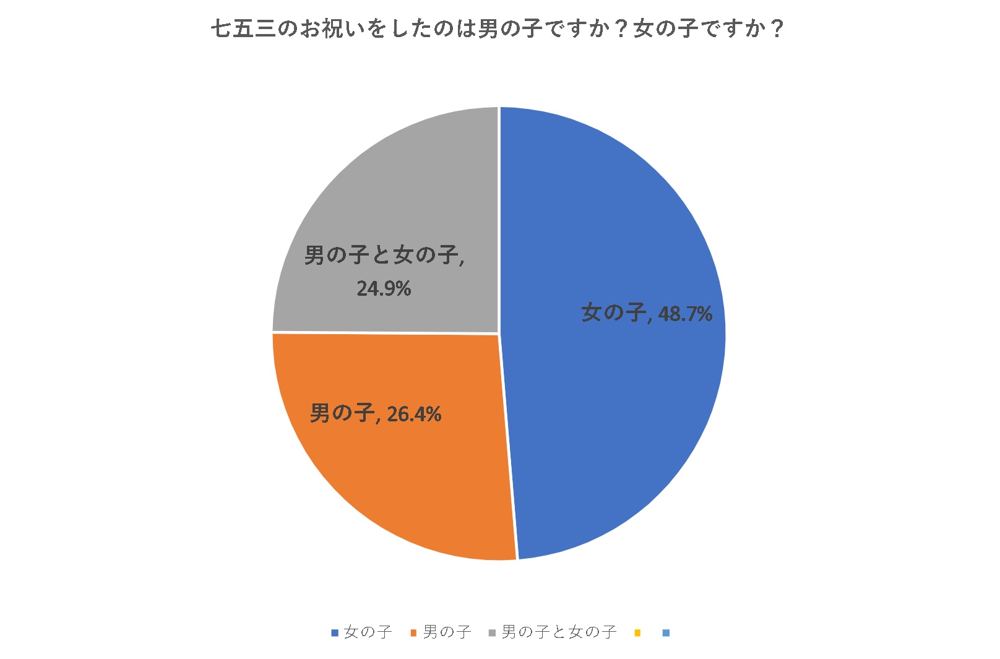 七五三のお祝いをしたのは男の子ですか？女の子ですか？
男の子と女の子,
24.9%
女の子, 48.7%
男の子, 26.4%
女の子 男の子 男の子と女の子